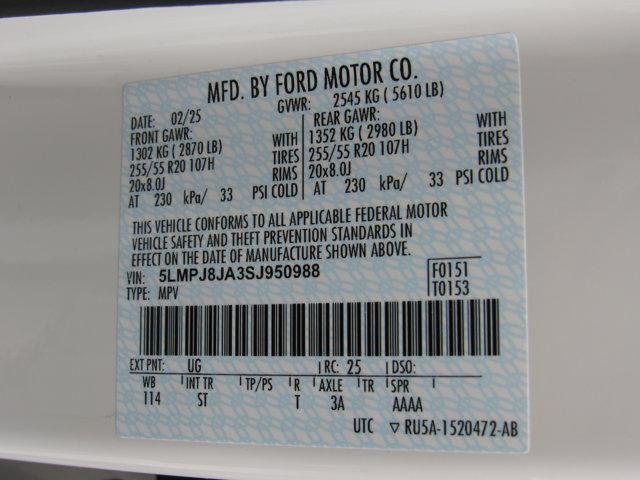 MFD. BY FORD MOTOR CO.
DATE: 02/25 GVWR: 2545 KG ( 5610 LB)
FRONT GAWR: WITH REAR GAWR: WITH
1302 KG ( 2870 LB) TIRES 1352 KG ( 2980 LB) TIRES
255/55 R20 107H RIMS 255/55 R20 107H RIMS
20x8.0J 20x8.0J
AT 230 kPa/ 33 PSI COLD AT 230 kPa/ 33 PSI COLD
THIS VEHICLE CONFORMS TO ALL APPLICABLE FEDERAL MOTOR
VEHICLE SAFETY AND THEFT PREVENTION STANDARDS IN
EFFECT ON THE DATE OF MANUFACTURE SHOWN ABOVE.
VIN: 5LMPJ8JA3SJ950988 F0151
TYPE: MPV T0153
EXT PNT: UG RC: 25 DSO:
WB INT TR TP/PS R AXLE TR SPR
114 ST T 3A AAAA
UTC ▽ RU5A-1520472-AB